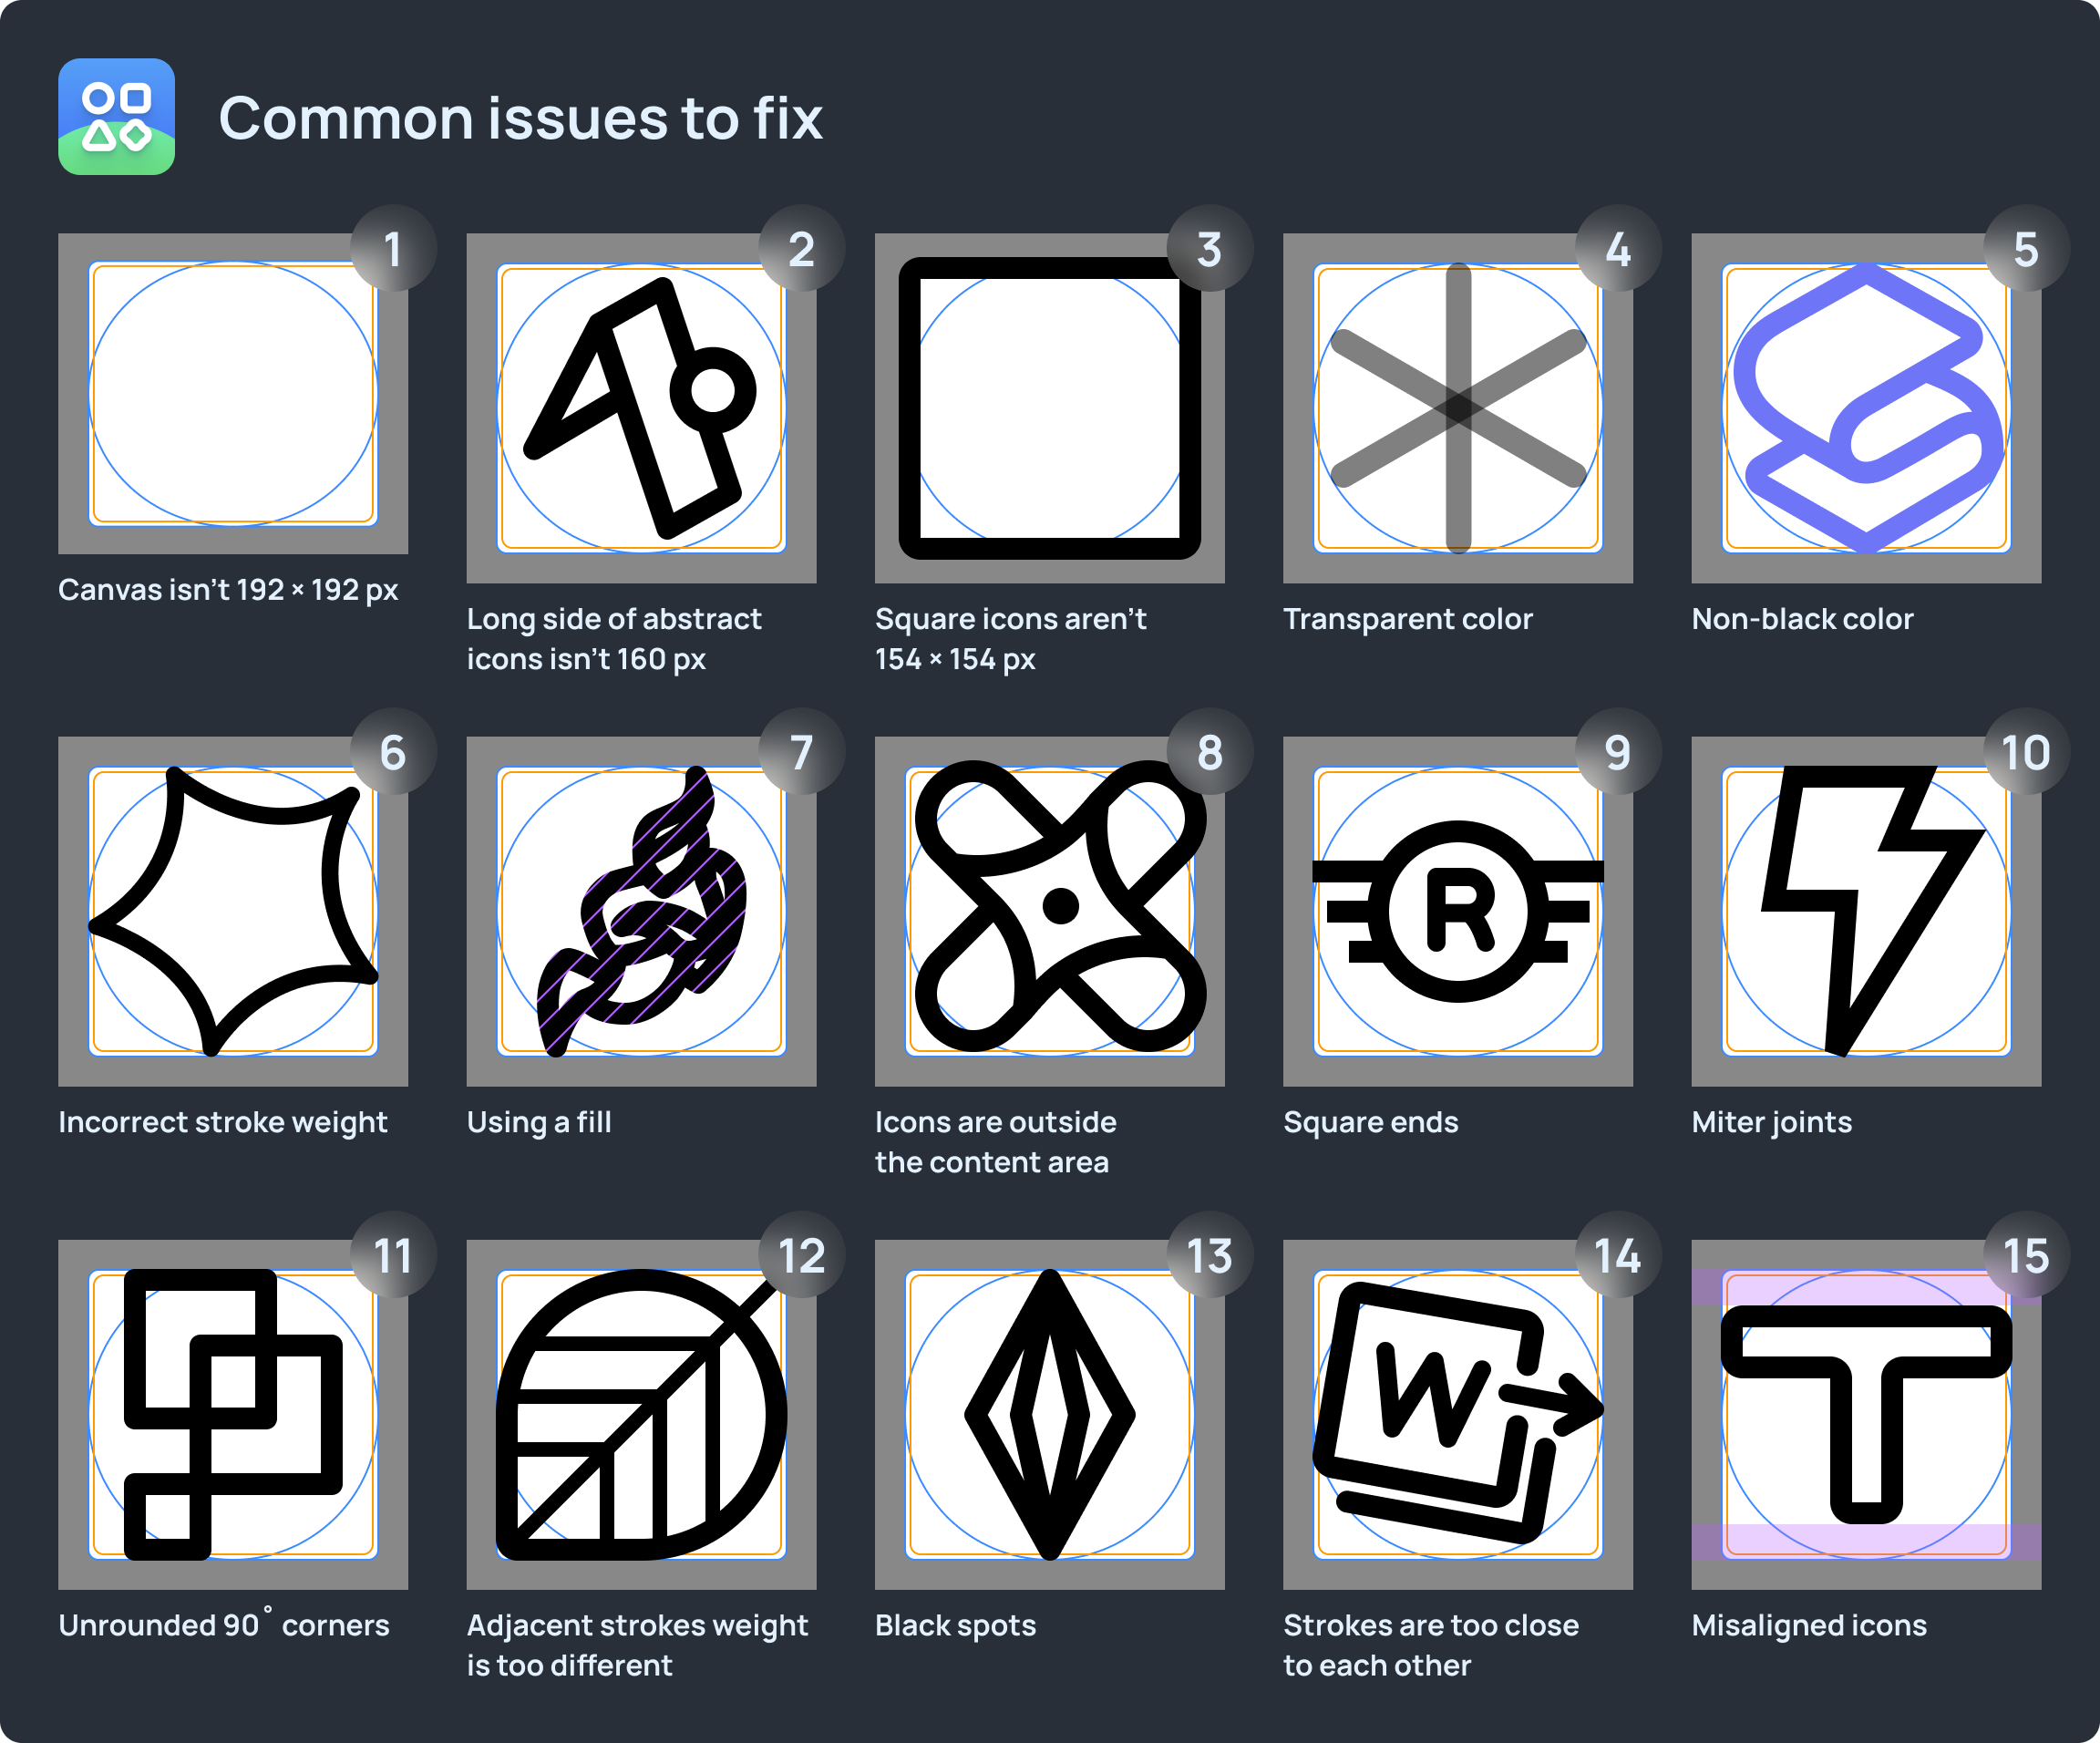 Common issues to fix
1
Canvas isn’t 192 × 192 px
2
Long side of abstract
icons isn’t 160 px
3
Square icons aren’t
154 × 154 px
4
Transparent color
5
Non-black color
6
Incorrect stroke weight
7
Using a fill
8
Icons are outside
the content area
9
R
Square ends
10
Miter joints
11
Unrounded 90° corners
12
Adjacent strokes weight
is too different
13
Black spots
14
W
Strokes are too close
to each other
15
Misaligned icons